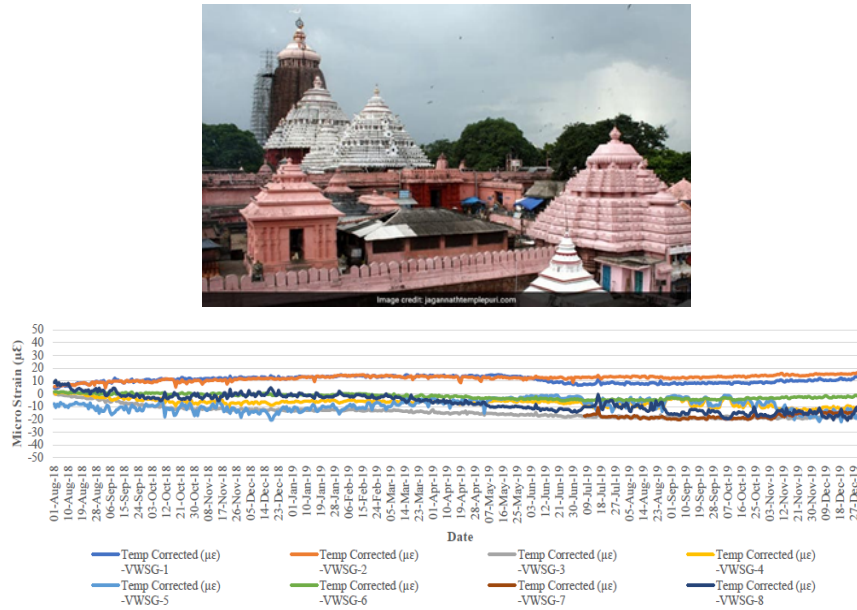 Image credit: jagannathtemplepuri.com
50
40
30
20
10
0
-10
-20
-30
-40
-50
Micro Strain (µε)
01-Aug-18
10-Aug-18
19-Aug-18
28-Aug-18
06-Sep-18
15-Sep-18
24-Sep-18
03-Oct-18
12-Oct-18
21-Oct-18
30-Oct-18
08-Nov-18
17-Nov-18
26-Nov-18
05-Dec-18
14-Dec-18
23-Dec-18
01-Jan-19
10-Jan-19
19-Jan-19
28-Jan-19
06-Feb-19
15-Feb-19
24-Feb-19
05-Mar-19
14-Mar-19
23-Mar-19
01-Apr-19
10-Apr-19
19-Apr-19
28-Apr-19
07-May-19
16-May-19
25-May-19
03-Jun-19
12-Jun-19
21-Jun-19
30-Jun-19
09-Jul-19
18-Jul-19
27-Jul-19
05-Aug-19
14-Aug-19
23-Aug-19
01-Sep-19
10-Sep-19
19-Sep-19
28-Sep-19
07-Oct-19
16-Oct-19
25-Oct-19
03-Nov-19
12-Nov-19
21-Nov-19
30-Nov-19
09-Dec-19
18-Dec-19
27-Dec-19
Date
Temp Corrected (µε)
-VWSG-1
Temp Corrected (µε)
-VWSG-2
Temp Corrected (µε)
-VWSG-3
Temp Corrected (µε)
-VWSG-4
Temp Corrected (µε)
-VWSG-5
Temp Corrected (µε)
-VWSG-6
Temp Corrected (µε)
-VWSG-7
Temp Corrected (µε)
-VWSG-8